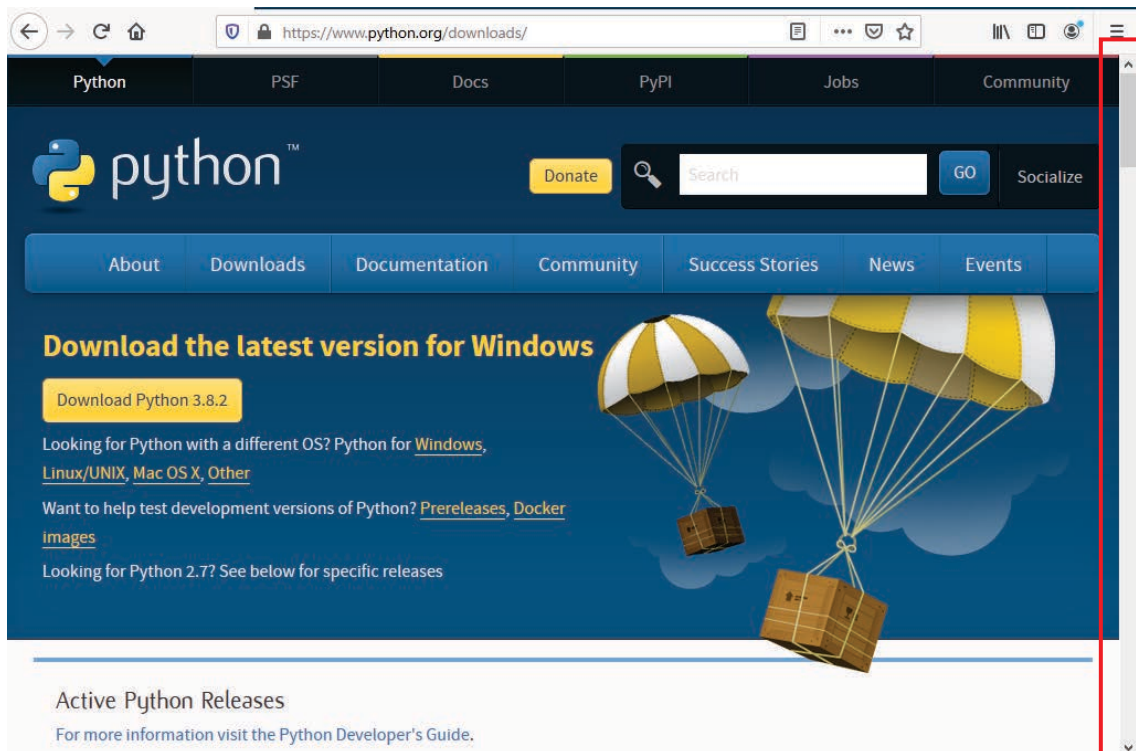 https://www.python.org/downloads/
Python PSF Docs PyPI Jobs Community
python™
Donate Search GO Socialize
About Downloads Documentation Community Success Stories News Events
Download the latest version for Windows
Download Python 3.8.2
Looking for Python with a different OS? Python for Windows,
Linux/UNIX, Mac OS X, Other
Want to help test development versions of Python? Prereleases, Docker
images
Looking for Python 2.7? See below for specific releases
Active Python Releases
For more information visit the Python Developer's Guide.